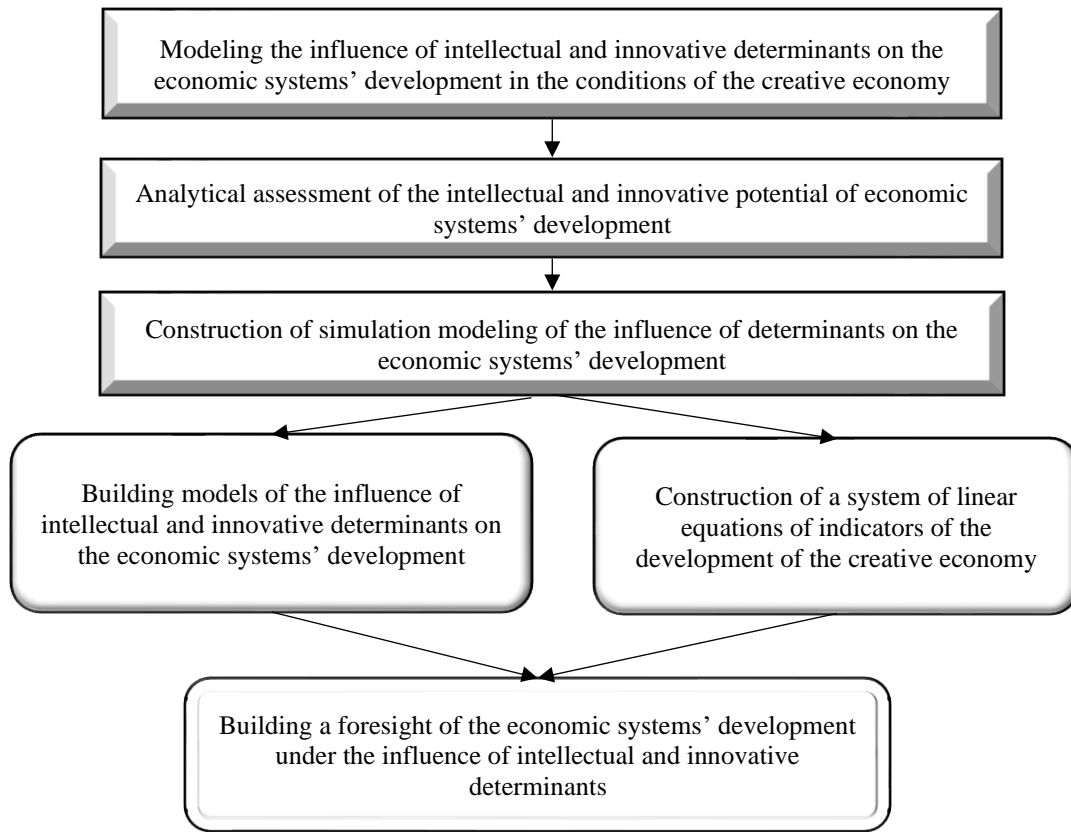 Modeling the influence of intellectual and innovative determinants on the
economic systems’ development in the conditions of the creative economy
Analytical assessment of the intellectual and innovative potential of economic
systems’ development
Construction of simulation modeling of the influence of determinants on the
economic systems’ development
Building models of the influence of
intellectual and innovative determinants on
the economic systems’ development
Construction of a system of linear
equations of indicators of the
development of the creative economy
Building a foresight of the economic systems’ development
under the influence of intellectual and innovative
determinants